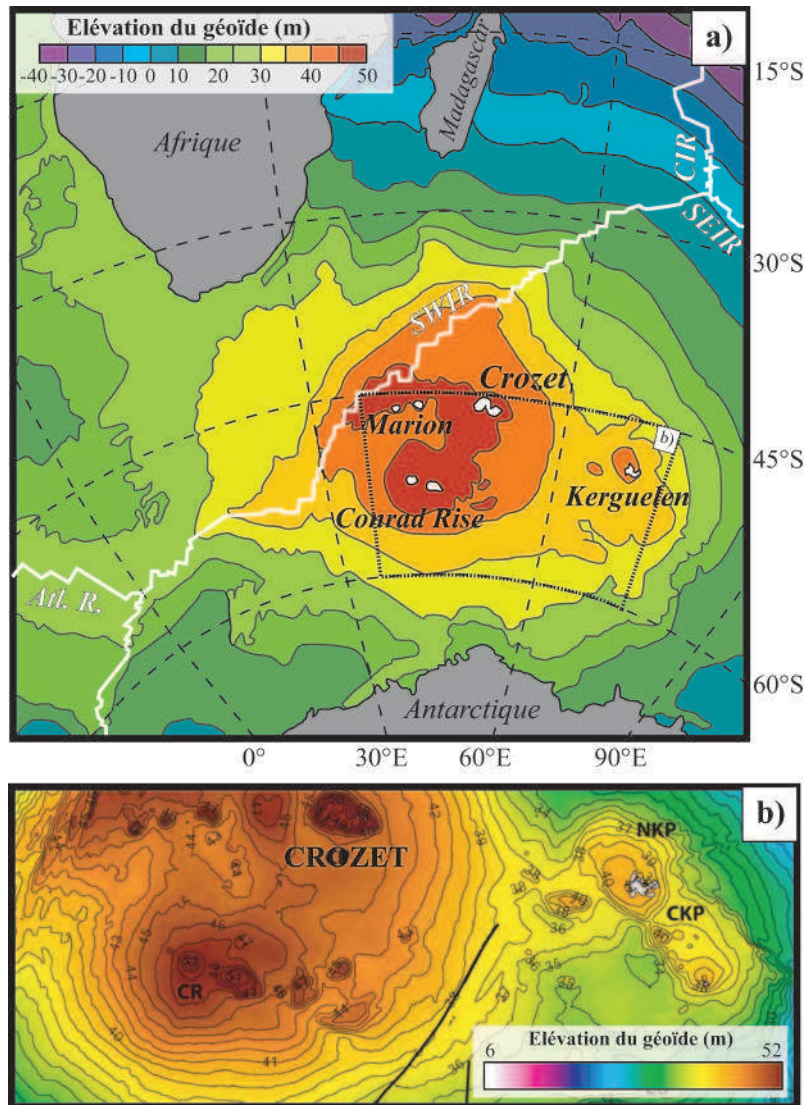 Elévation du géoïde (m)
a)
-40 -30 -20 -10 0 10 20 30 40 50
15°S
Madagascar
Afrique
CIR
SEIR
30°S
SWIR
Crozet
Marion
b)
45°S
Kerguelen
Conrad Rise
Atl. R.
60°S
Antarctique
0° 30°E 60°E 90°E
b)
NKP
CROZET
CKP
CR
Elévation du géoïde (m)
6 52